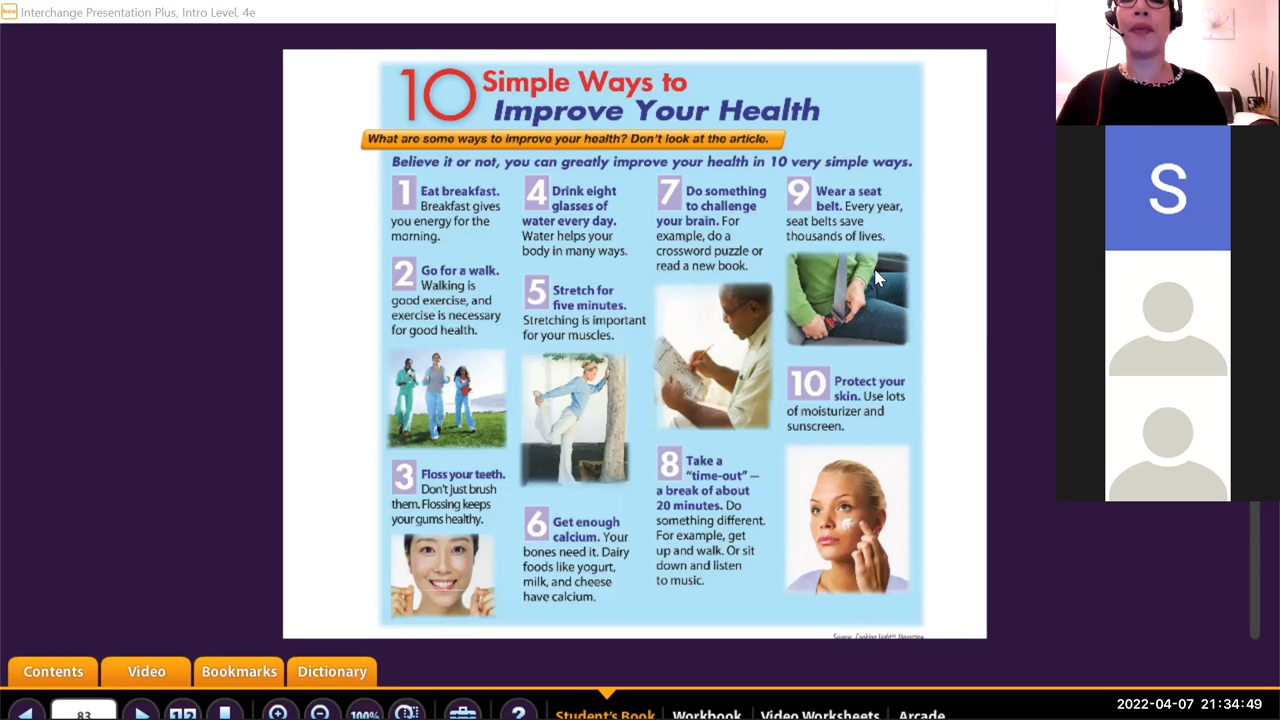 Interchange Presentation Plus, Intro Level, 4e
10 Simple Ways to
Improve Your Health
What are some ways to improve your health? Don't look at the article.
Believe it or not, you can greatly improve your health in 10 very simple ways.
1 Eat breakfast.
Breakfast gives
you energy for the
morning.
2 Go for a walk.
Walking is
good exercise, and
exercise is necessary
for good health.
3 Floss your teeth.
Don't just brush
them. Flossing keeps
your gums healthy.
4 Drink eight
glasses of
water every day.
Water helps your
body in many ways.
5 Stretch for
five minutes.
Stretching is important
for your muscles.
6 Get enough
calcium. Your
bones need it. Dairy
foods like yogurt,
milk, and cheese
have calcium.
7 Do something
to challenge
your brain. For
example, do a
crossword puzzle or
read a new book.
8 Take a
"time-out" —
a break of about
20 minutes. Do
something different.
For example, get
up and walk. Or sit
down and listen
to music.
9 Wear a seat
belt. Every year,
seat belts save
thousands of lives.
10 Protect your
skin. Use lots
of moisturizer and
sunscreen.
Source: Cooking Light® Magazine
S
Contents Video Bookmarks Dictionary
83 100% ? Student's Book Workbook Video Worksheets Arcade
2022-04-07 21:34:49